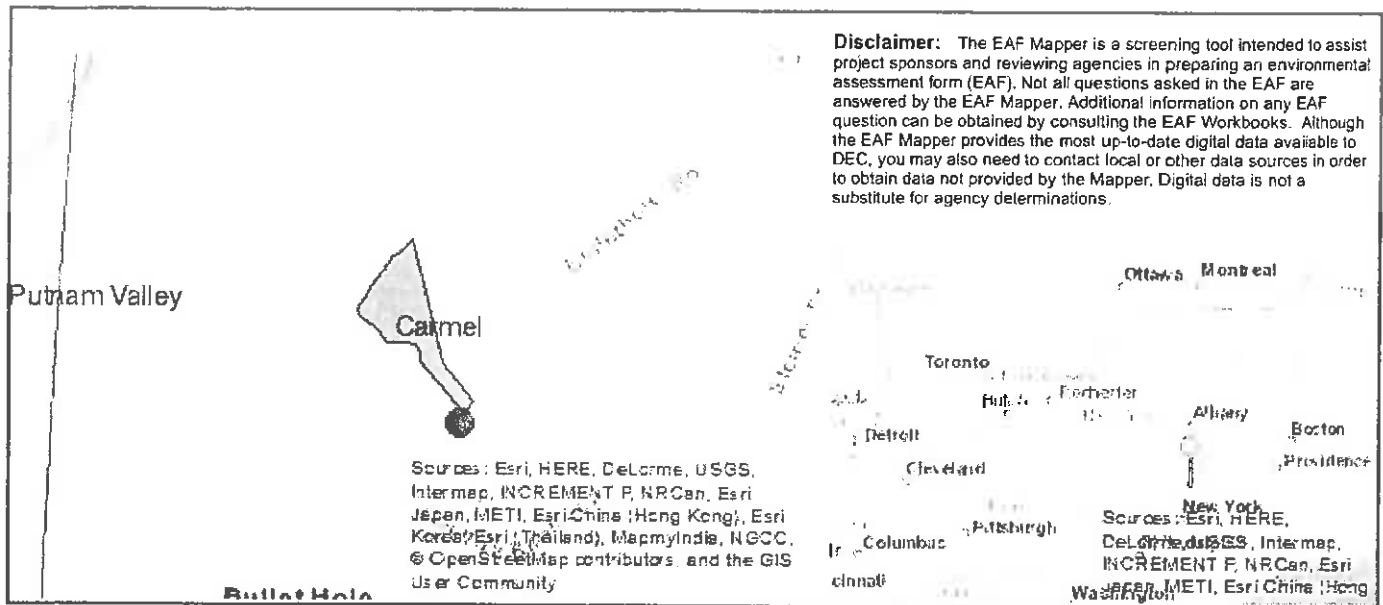 Disclaimer: The EAF Mapper is a screening tool intended to assist
project sponsors and reviewing agencies in preparing an environmental
assessment form (EAF). Not all questions asked in the EAF are
answered by the EAF Mapper. Additional information on any EAF
question can be obtained by consulting the EAF Workbooks. Although
the EAF Mapper provides the most up-to-date digital data available to
DEC, you may also need to contact local or other data sources in order
to obtain data not provided by the Mapper. Digital data is not a
substitute for agency determinations.
Putnam Valley
Carmel
Sources: Esri, HERE, DeLorme, USGS,
Intermap, INCREMENT P, NRCan, Esri
Japan, METI, Esri China (Hong Kong), Esri
Korea, Esri (Thailand), MapmyIndia, NGCC,
© OpenStreetMap contributors, and the GIS
User Community
Bullet Hole
Ottawa Montreal
Toronto
Rochester
Albany
Detroit
Boston
Cleveland
Providence
New York
Pittsburgh
Columbus
cinnati
Washington
Sources: Esri, HERE,
DeLorme, USGS, Intermap,
INCREMENT P, NRCan, Esri
Japan, METI, Esri China (Hong